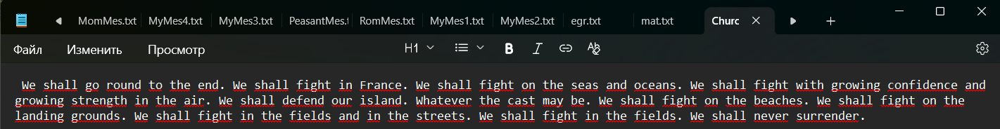 MomMes.txt MyMes4.txt MyMes3.txt PeasantMes.t RomMes.txt MyMes1.txt MyMes2.txt egr.txt mat.txt Churc
Файл Изменить Просмотр H1 B I
We shall go round to the end. We shall fight in France. We shall fight on the seas and oceans. We shall fight with growing confidence and
growing strength in the air. We shall defend our island. Whatever the cast may be. We shall fight on the beaches. We shall fight on the
landing grounds. We shall fight in the fields and in the streets. We shall fight in the fields. We shall never surrender.